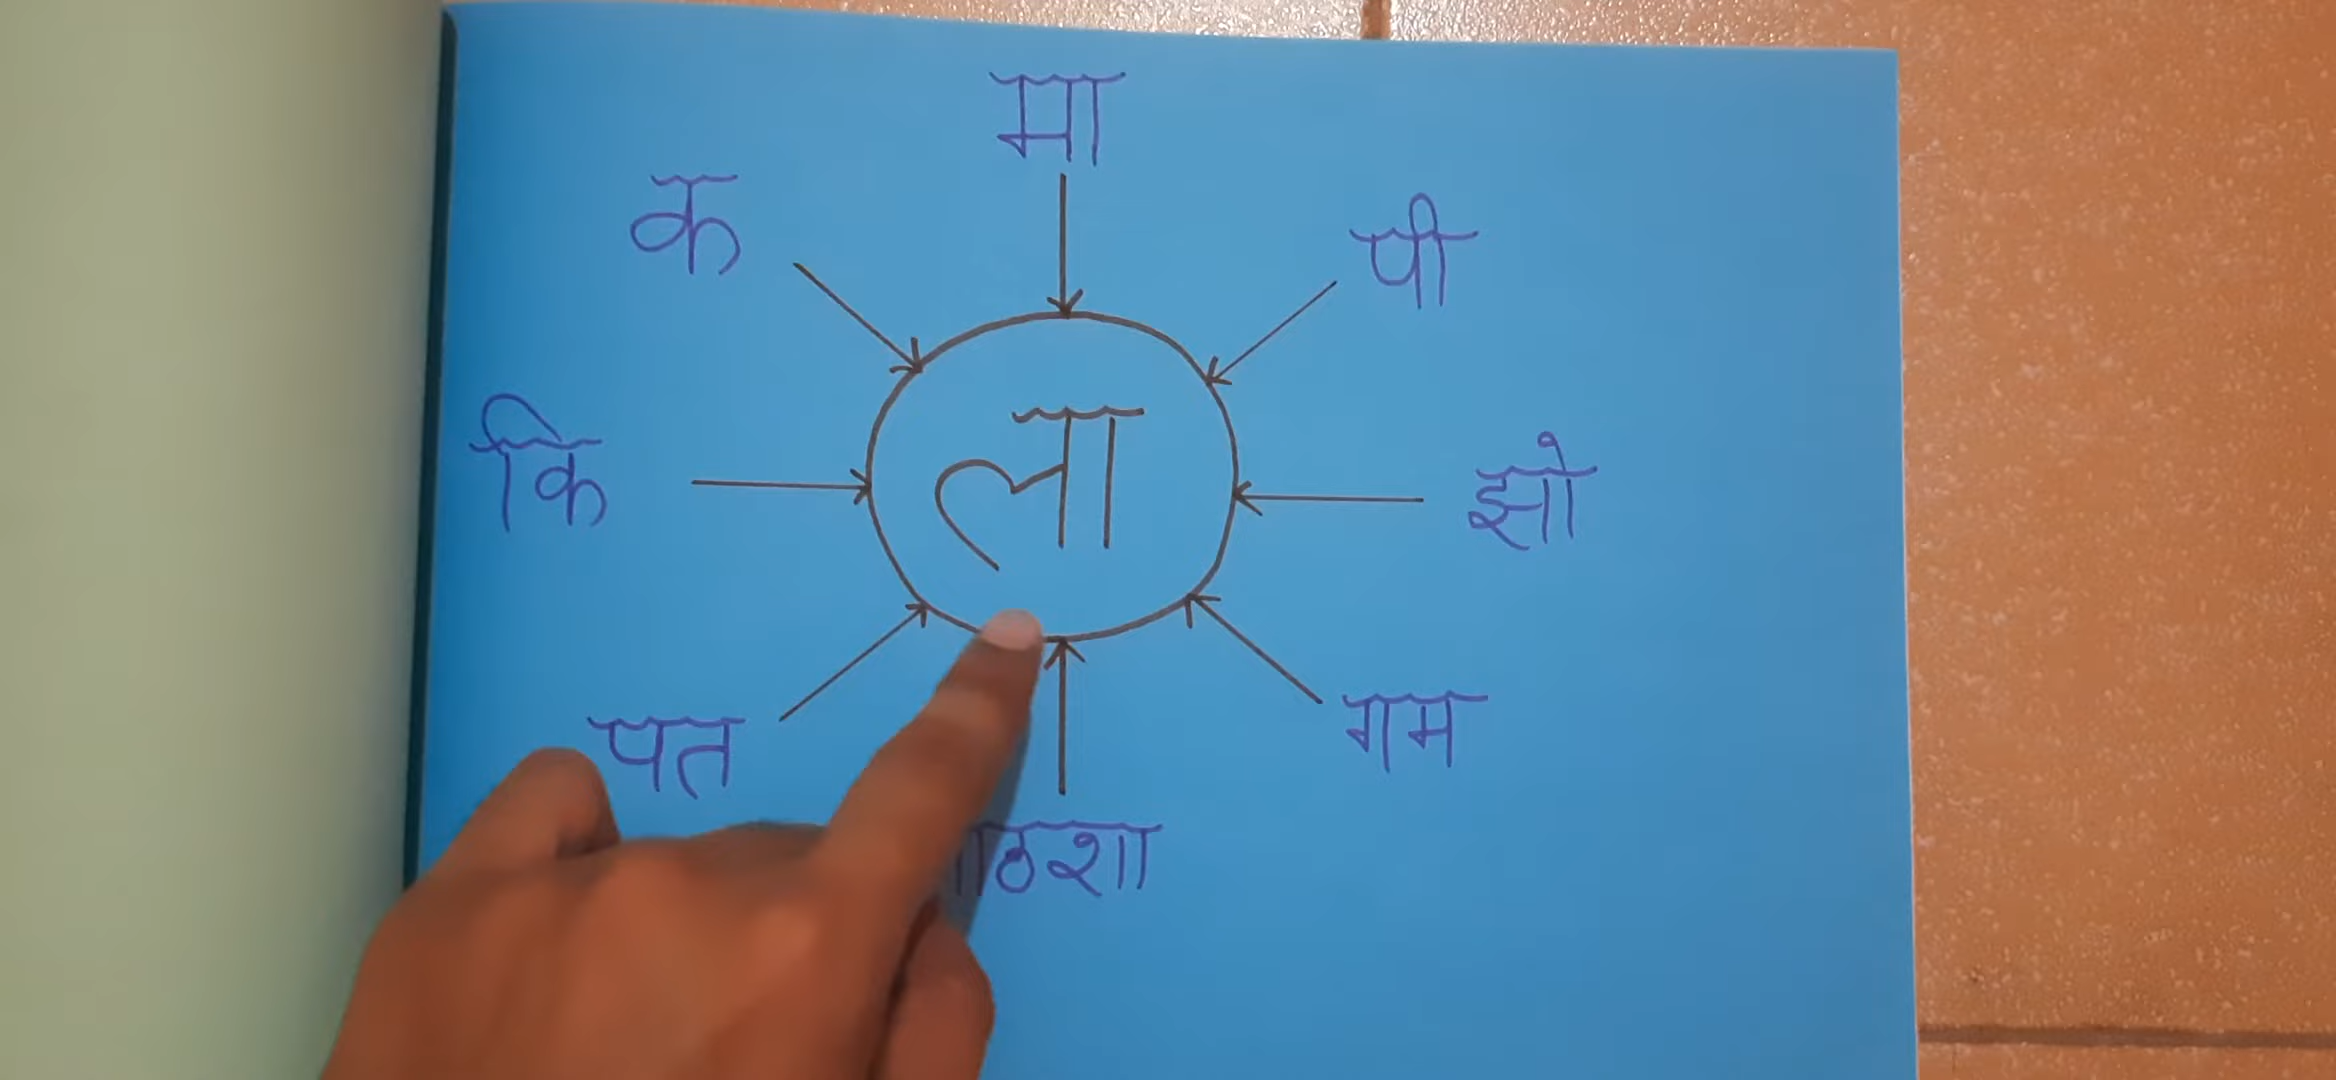 मा
क
पी
ला
कि
झो
पत
गम
ाठशा